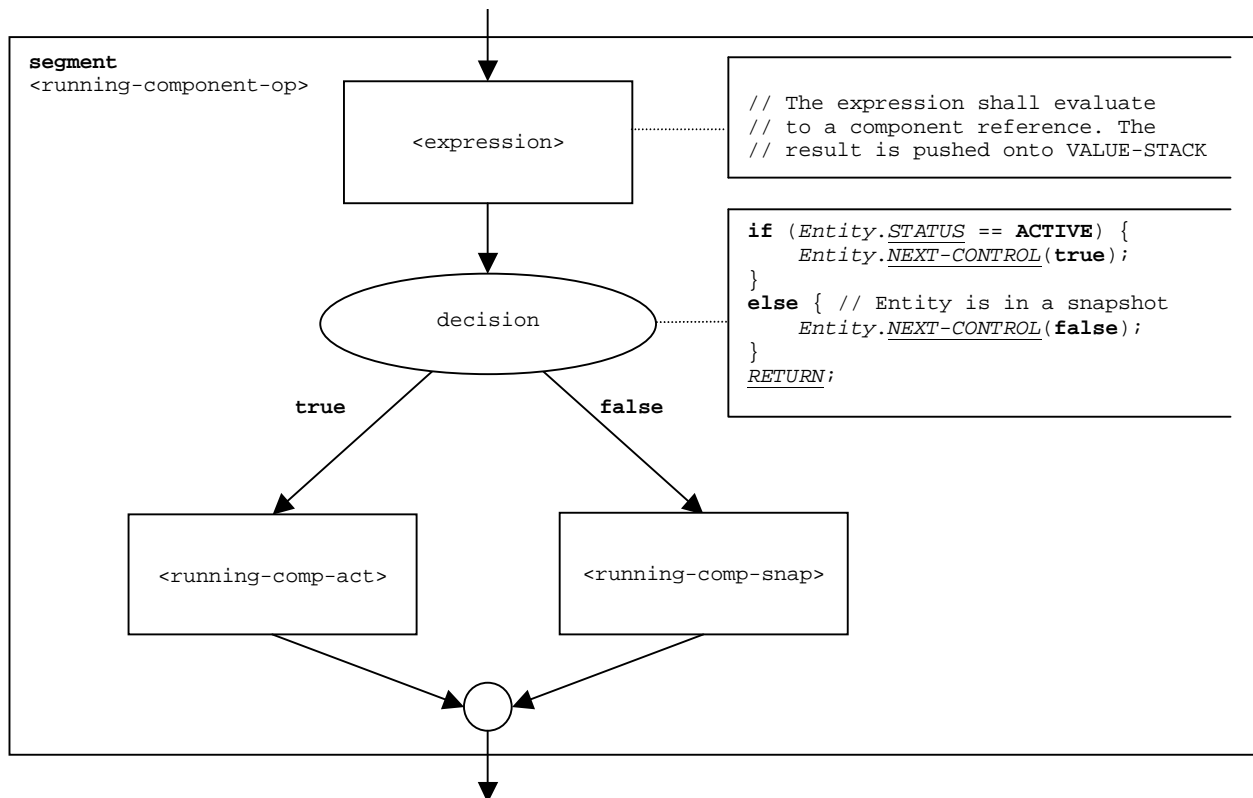 segment
<running-component-op>
<expression>
// The expression shall evaluate
// to a component reference. The
// result is pushed onto VALUE-STACK
decision
if (Entity.STATUS == ACTIVE) {
    Entity.NEXT-CONTROL(true);
}
else { // Entity is in a snapshot
    Entity.NEXT-CONTROL(false);
}
RETURN;
true
false
<running-comp-act>
<running-comp-snap>